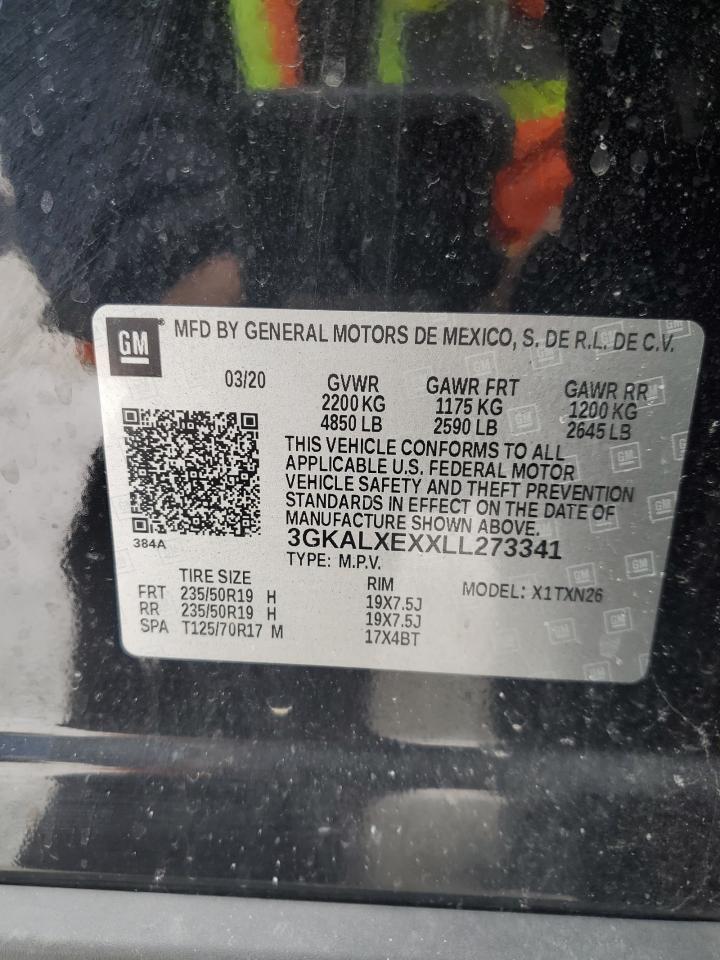 GM® MFD BY GENERAL MOTORS DE MEXICO, S. DE R.L. DE C.V.
03/20 GVWR GAWR FRT GAWR RR
2200 KG 1175 KG 1200 KG
4850 LB 2590 LB 2645 LB
THIS VEHICLE CONFORMS TO ALL
APPLICABLE U.S. FEDERAL MOTOR
VEHICLE SAFETY AND THEFT PREVENTION
STANDARDS IN EFFECT ON THE DATE OF
MANUFACTURE SHOWN ABOVE.
384A 3GKALXEXXLL273341
TYPE: M.P.V.
TIRE SIZE RIM MODEL: X1TXN26
FRT 235/50R19 H 19X7.5J
RR 235/50R19 H 19X7.5J
SPA T125/70R17 M 17X4BT